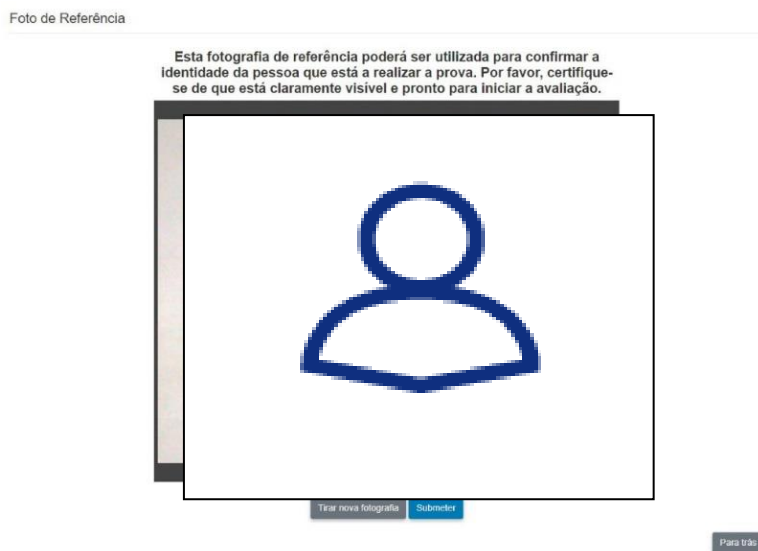 Foto de Referência
Esta fotografia de referência poderá ser utilizada para confirmar a
identidade da pessoa que está a realizar a prova. Por favor, certifique-
se de que está claramente visível e pronto para iniciar a avaliação.
Tirar nova fotografia Submeter
Para trás